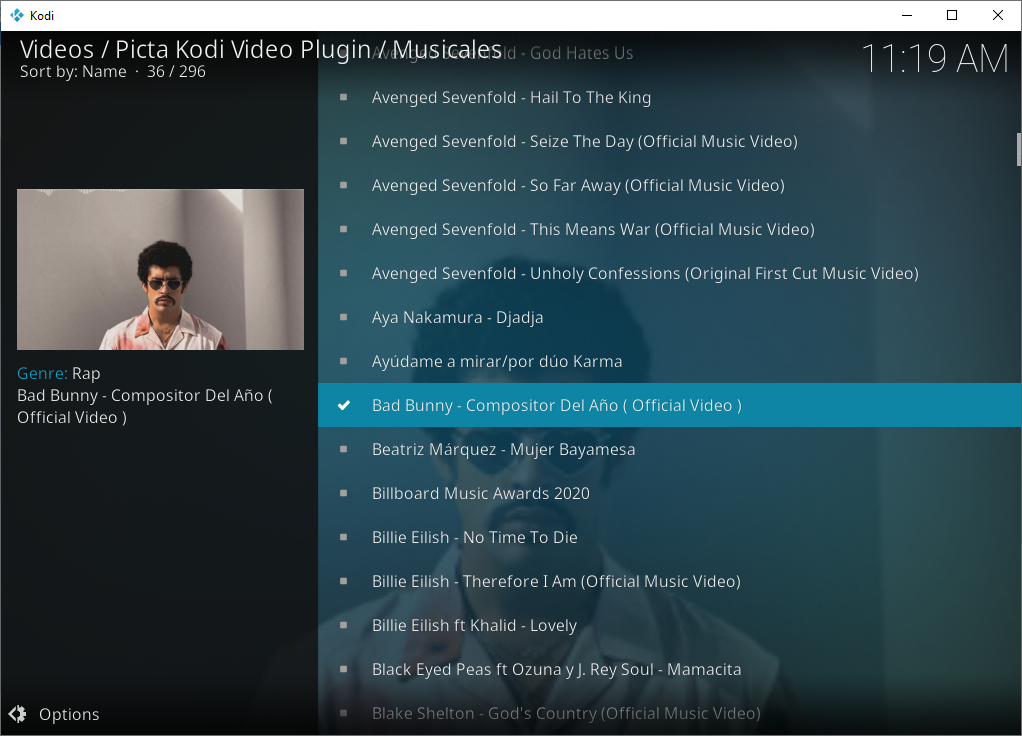 Kodi
Videos / Picta Kodi Video Plugin / Musicales
Sort by: Name · 36 / 296
11:19 AM
Avenged Sevenfold - God Hates Us
Avenged Sevenfold - Hail To The King
Avenged Sevenfold - Seize The Day (Official Music Video)
Avenged Sevenfold - So Far Away (Official Music Video)
Avenged Sevenfold - This Means War (Official Music Video)
Avenged Sevenfold - Unholy Confessions (Original First Cut Music Video)
Aya Nakamura - Djadja
Ayúdame a mirar/por dúo Karma
Bad Bunny - Compositor Del Año ( Official Video )
Beatriz Márquez - Mujer Bayamesa
Billboard Music Awards 2020
Billie Eilish - No Time To Die
Billie Eilish - Therefore I Am (Official Music Video)
Billie Eilish ft Khalid - Lovely
Black Eyed Peas ft Ozuna y J. Rey Soul - Mamacita
Blake Shelton - God's Country (Official Music Video)
Genre: Rap
Bad Bunny - Compositor Del Año (
Official Video )
Options